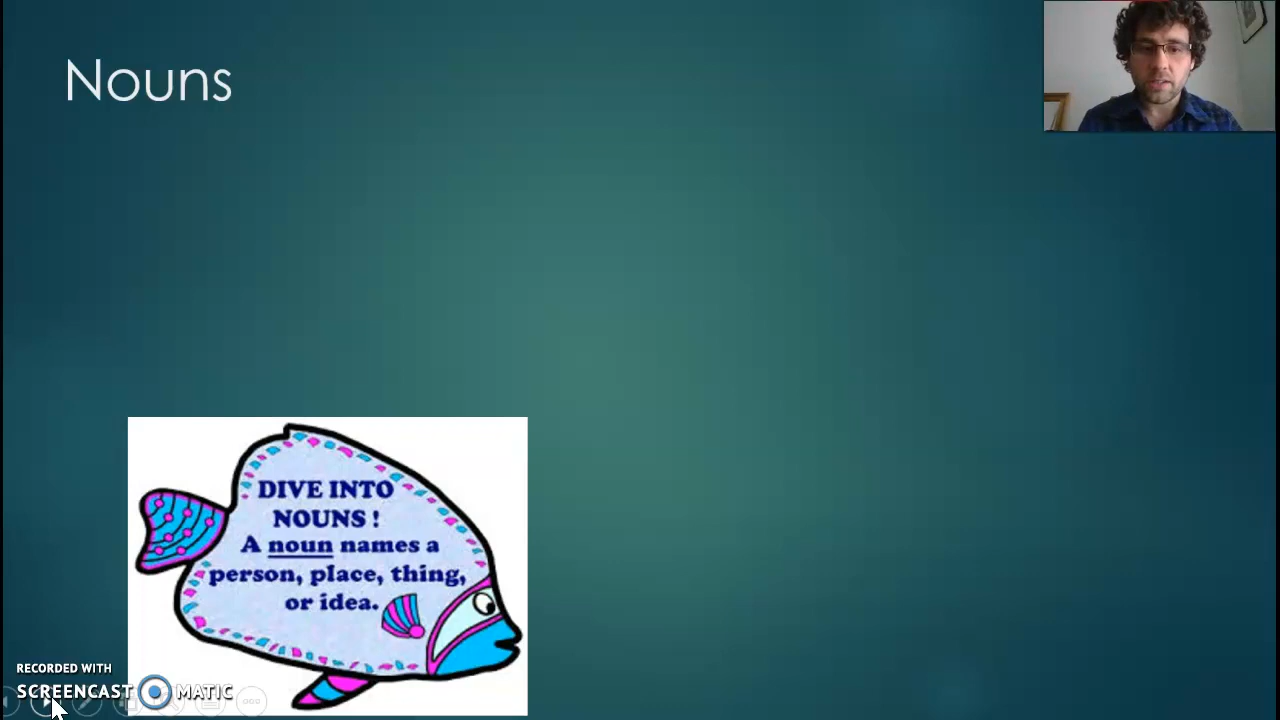 Nouns
DIVE INTO
NOUNS !
A noun names a
person, place, thing,
or idea.
RECORDED WITH
SCREENCAST MATIC